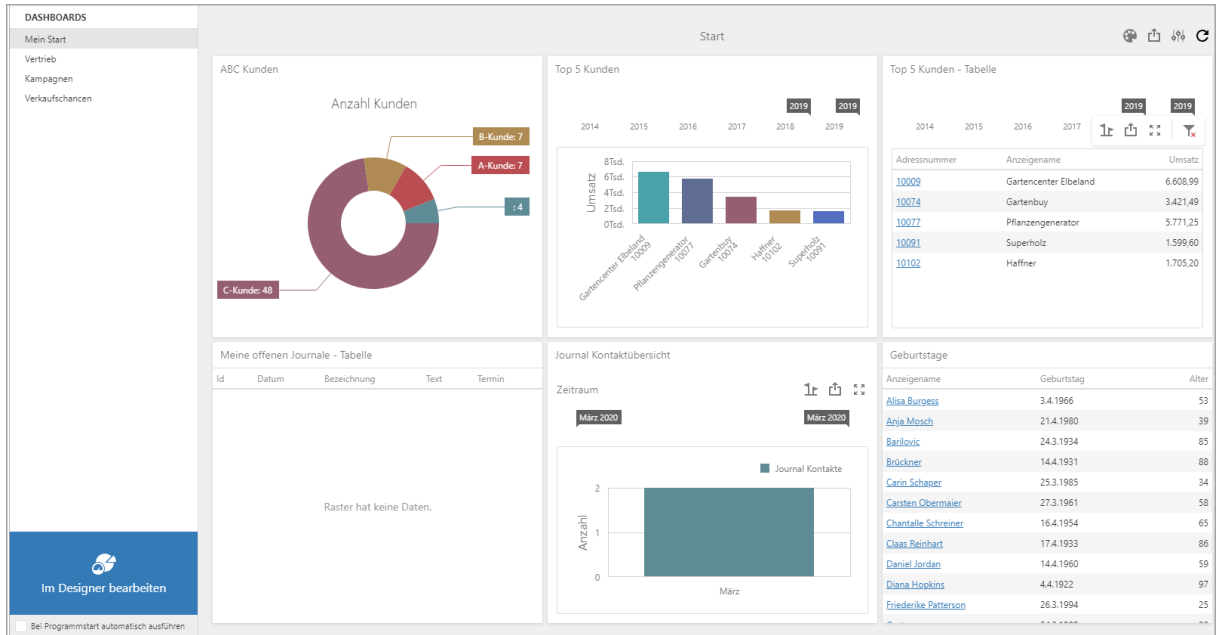 DASHBOARDS
Mein Start
Vertrieb
Kampagnen
Verkaufschancen
Im Designer bearbeiten
Bei Programmstart automatisch ausführen
Start
ABC Kunden
Anzahl Kunden
B-Kunde: 7
A-Kunde: 7
: 4
C-Kunde: 48
Top 5 Kunden
2019 2019
2014 2015 2016 2017 2018 2019
Umsatz
8Tsd.
6Tsd.
4Tsd.
2Tsd.
0Tsd.
Gartencenter Elbeland
10009
Pflanzengenerator
10077
Gartenbuy
10074
Haffner
10102
Superholz
10091
Top 5 Kunden - Tabelle
2019 2019
2014 2015 2016 2017
Adressnummer Anzeigename Umsatz
10009 Gartencenter Elbeland 6.608,99
10074 Gartenbuy 3.421,49
10077 Pflanzengenerator 5.771,25
10091 Superholz 1.599,60
10102 Haffner 1.705,20
Meine offenen Journale - Tabelle
Id Datum Bezeichnung Text Termin
Raster hat keine Daten.
Journal Kontaktübersicht
Zeitraum
März 2020 März 2020
Journal Kontakte
Anzahl
2
1
0
März
Geburtstage
Anzeigename Geburtstag Alter
Alisa Burgess 3.4.1966 53
Anja Mosch 21.4.1980 39
Barilovic 24.3.1934 85
Brückner 14.4.1931 88
Carin Schaper 25.3.1985 34
Carsten Obermaier 27.3.1961 58
Chantalle Schreiner 16.4.1954 65
Claas Reinhart 17.4.1933 86
Daniel Jordan 14.4.1960 59
Diana Hopkins 4.4.1922 97
Friederike Patterson 26.3.1994 25